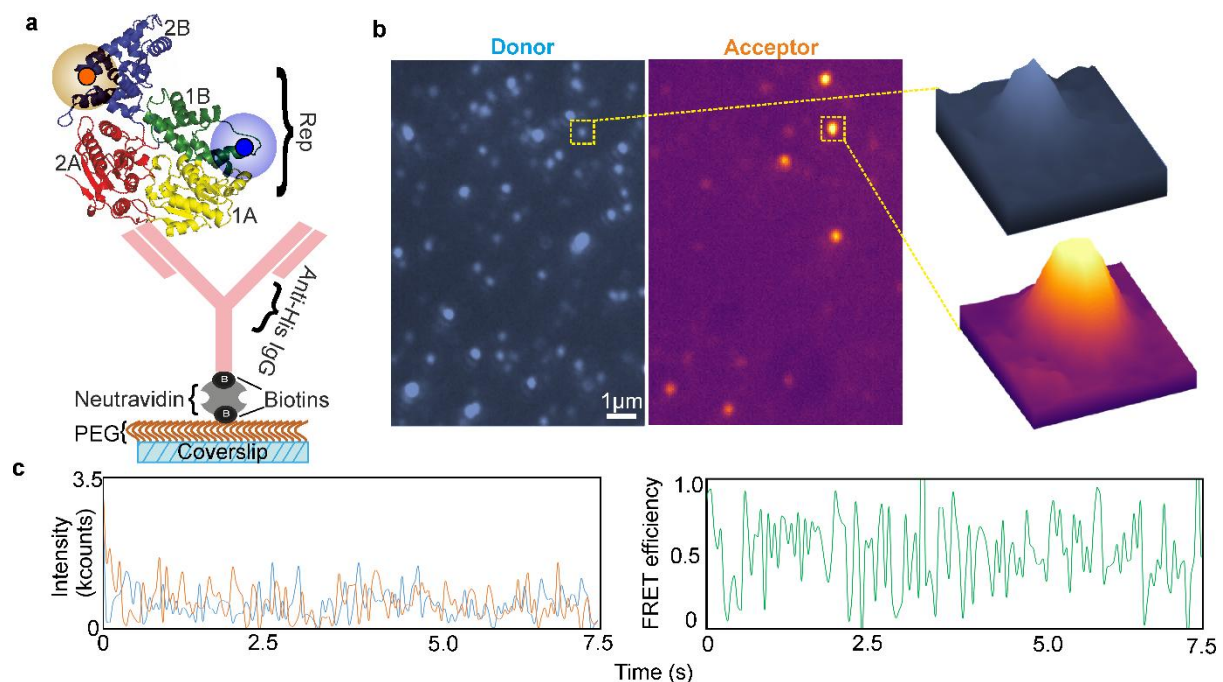 a
2B
1B
2A
1A
Rep
Anti-His IgG
B
Neutravidin
Biotins
B
PEG
Coverslip
b
Donor
Acceptor
1µm
c
3.5
Intensity
(kcounts)
0
0
2.5
5.0
7.5
1.0
FRET efficiency
0.5
0
0
2.5
5.0
7.5
Time (s)